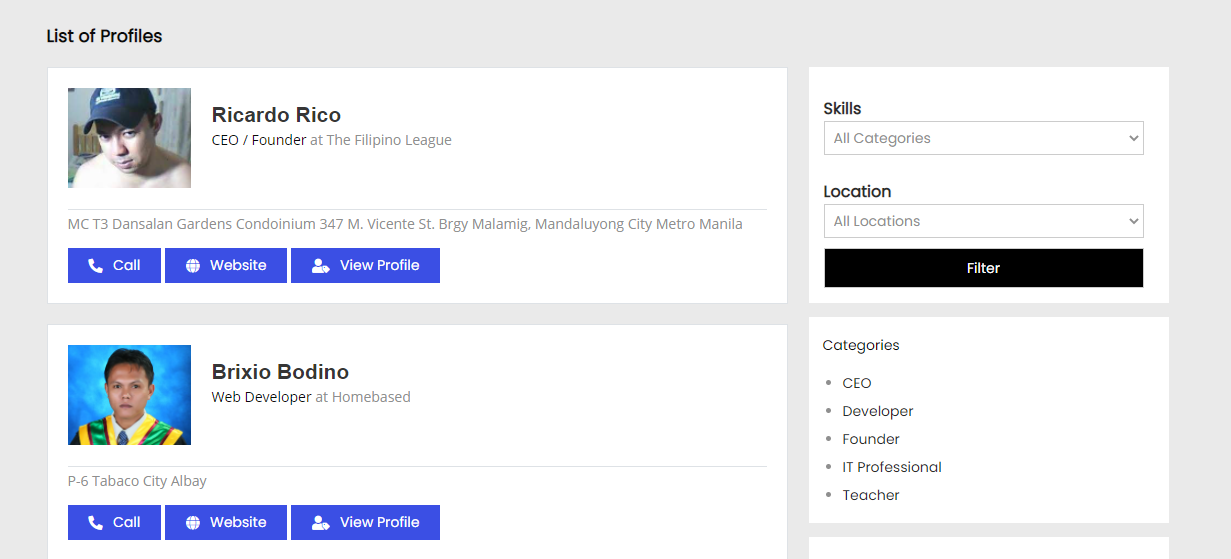 List of Profiles
Ricardo Rico
CEO / Founder at The Filipino League
MC T3 Dansalan Gardens Condoinium 347 M. Vicente St. Brgy Malamig, Mandaluyong City Metro Manila
Call Website View Profile
Brixio Bodino
Web Developer at Homebased
P-6 Tabaco City Albay
Call Website View Profile
Skills
All Categories
Location
All Locations
Filter
Categories
CEO
Developer
Founder
IT Professional
Teacher